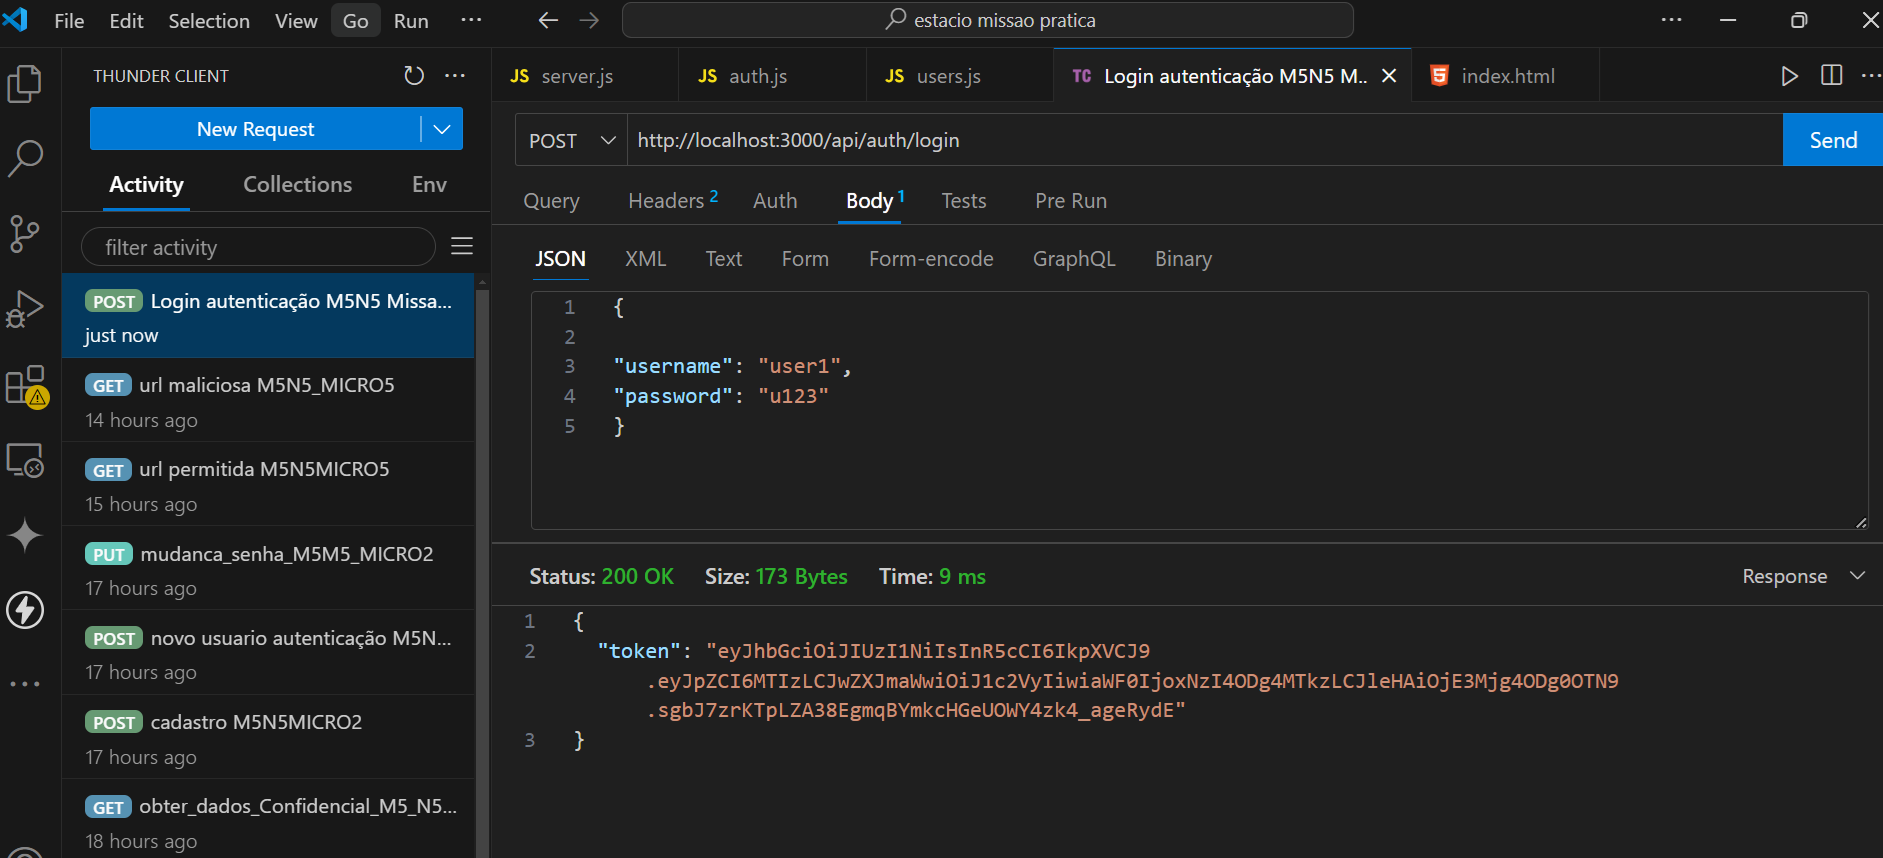 File Edit Selection View Go Run ··· estacio missao pratica ···
THUNDER CLIENT ···
New Request
Activity Collections Env
filter activity
POST Login autenticação M5N5 Missa...
just now
GET url maliciosa M5N5_MICRO5
14 hours ago
GET url permitida M5N5MICRO5
15 hours ago
PUT mudanca_senha_M5M5_MICRO2
17 hours ago
POST novo usuario autenticação M5N...
17 hours ago
POST cadastro M5N5MICRO2
17 hours ago
GET obter_dados_Confidencial_M5_N5...
18 hours ago
JS server.js JS auth.js JS users.js TC Login autenticação M5N5 M.. index.html ···
POST http://localhost:3000/api/auth/login Send
Query Headers 2 Auth Body 1 Tests Pre Run
JSON XML Text Form Form-encode GraphQL Binary
1 {
2
3 "username": "user1",
4 "password": "u123"
5 }
Status: 200 OK Size: 173 Bytes Time: 9 ms Response
1 {
2 "token": "eyJhbGciOiJIUzI1NiIsInR5cCI6IkpXVCJ9
.eyJpZCI6MTIzLCJwZXJmaWwiOiJ1c2VyIiwiaWF0IjoxNzI4ODg4MTkzLCJleHAiOjE3Mjg4ODg0OTN9
.sgbJ7zrKTpLZA38EgmqBYmkcHGeUOWY4zk4_ageRydE"
3 }